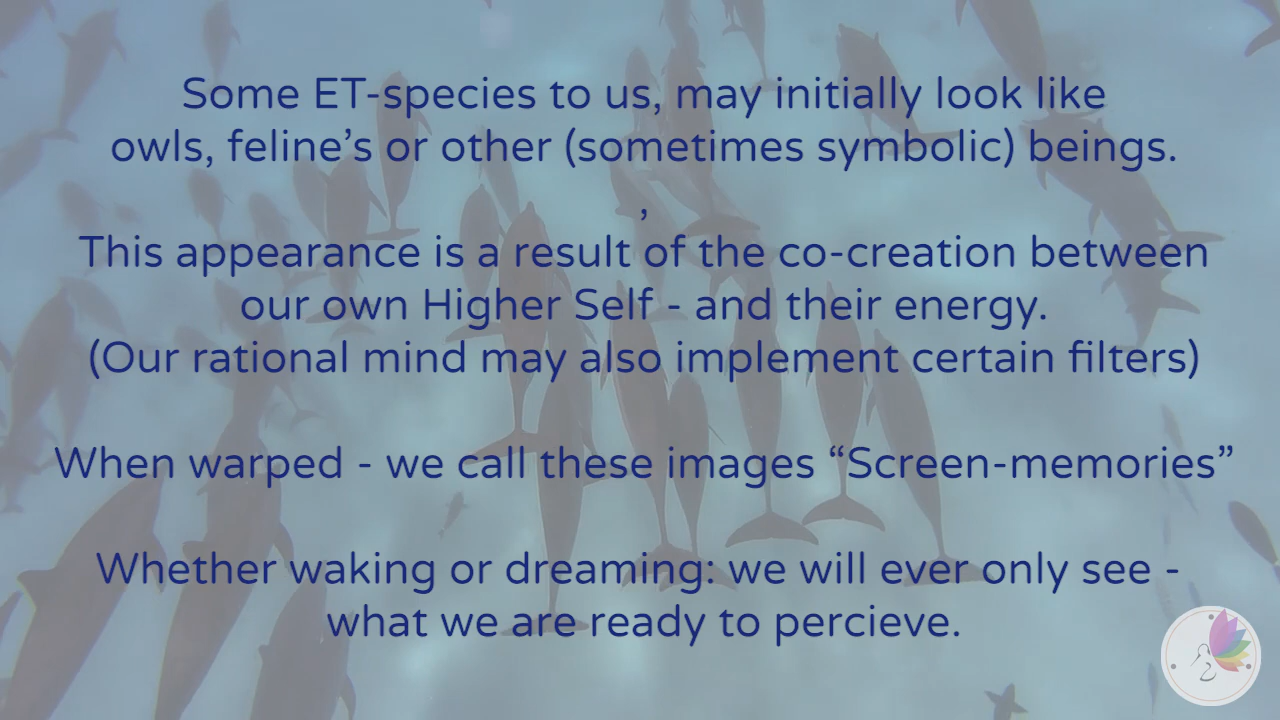 Some ET-species to us, may initially look like
owls, feline’s or other (sometimes symbolic) beings.
,
This appearance is a result of the co-creation between
our own Higher Self - and their energy.
(Our rational mind may also implement certain filters)
When warped - we call these images “Screen-memories”
Whether waking or dreaming: we will ever only see -
what we are ready to percieve.